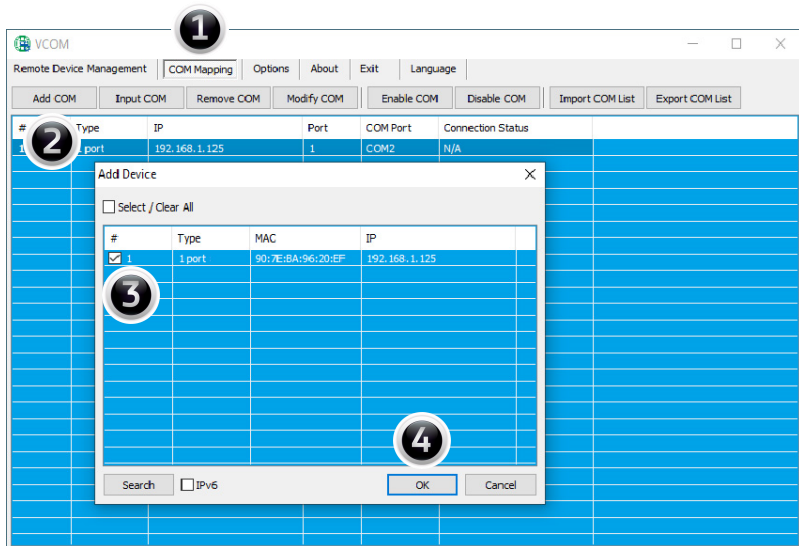 1
VCOM
Remote Device Management COM Mapping Options About Exit Language
Add COM Input COM Remove COM Modify COM Enable COM Disable COM Import COM List Export COM List
# Type IP Port COM Port Connection Status
2
1 port 192.168.1.125 1 COM2 N/A
Add Device
Select / Clear All
# Type MAC IP
1 1 port 90:7E:BA:96:20:EF 192.168.1.125
3
4
Search IPv6 OK Cancel